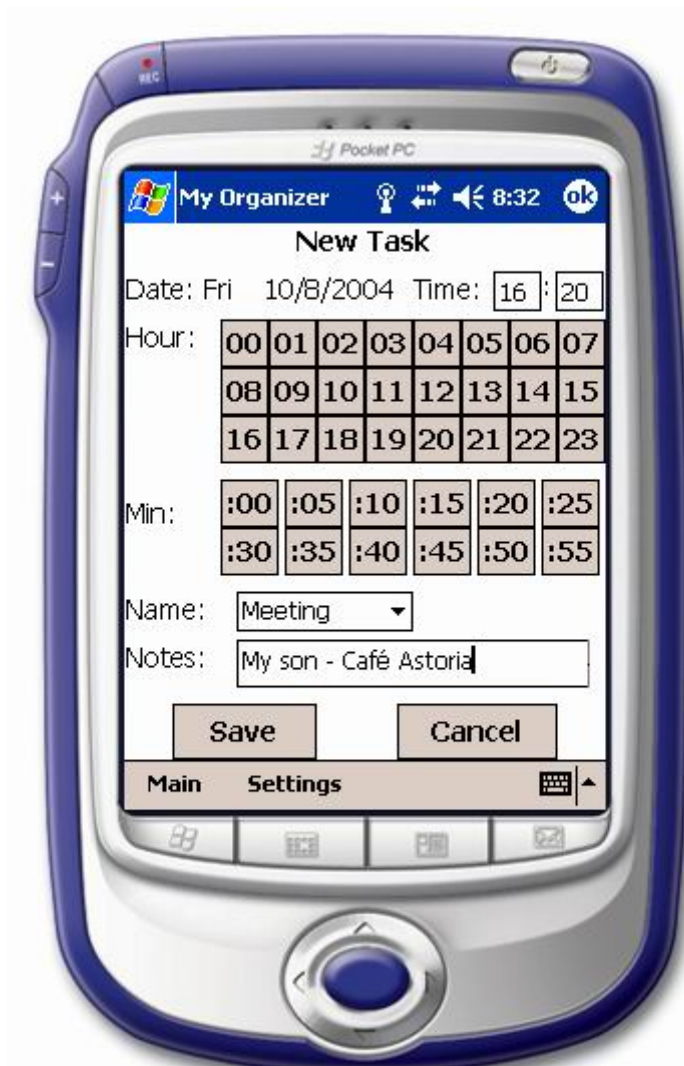 REC
Pocket PC
My Organizer 8:32 ok
New Task
Date: Fri 10/8/2004 Time: 16 : 20
Hour: 00 01 02 03 04 05 06 07
08 09 10 11 12 13 14 15
16 17 18 19 20 21 22 23
Min: :00 :05 :10 :15 :20 :25
:30 :35 :40 :45 :50 :55
Name: Meeting
Notes: My son - Café Astoria
Save Cancel
Main Settings